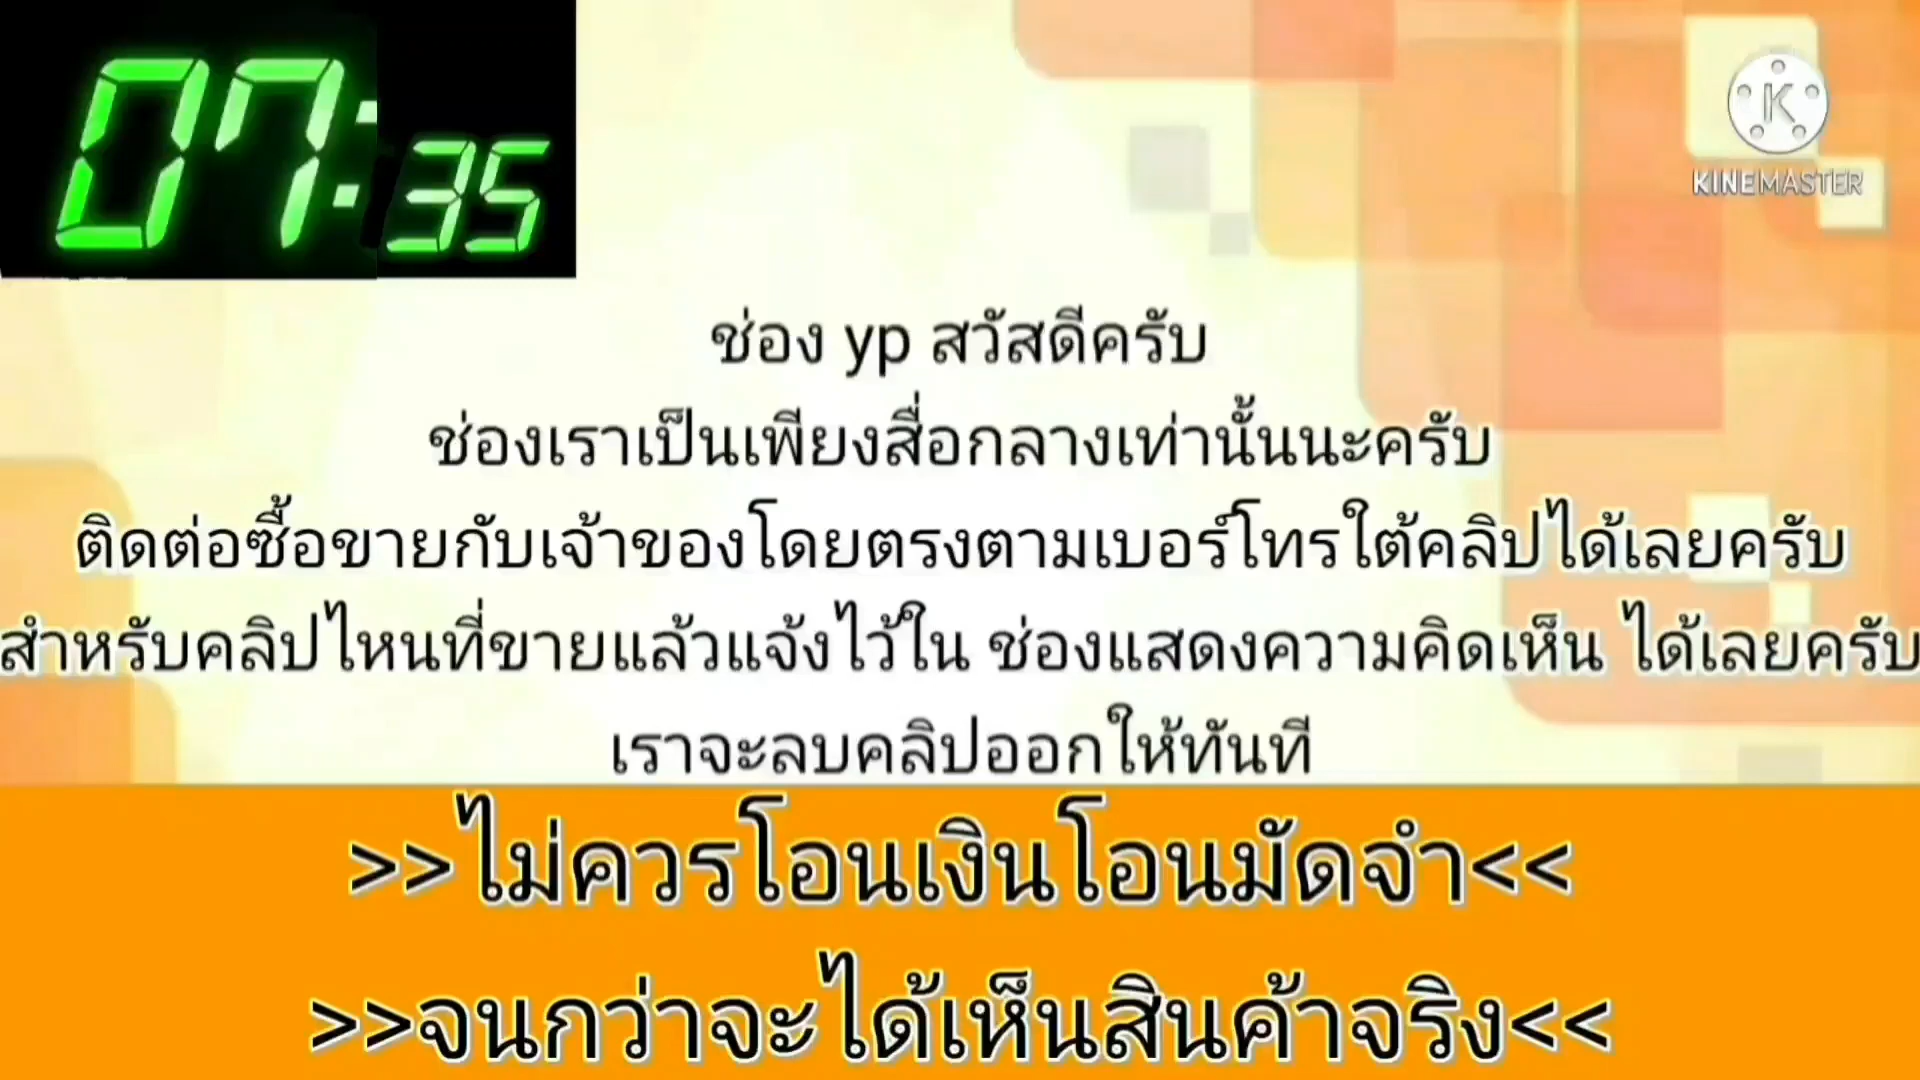 07:35
KINEMASTER
ช่อง yp สวัสดีครับ
ช่องเราเป็นเพียงสื่อกลางเท่านั้นนะครับ
ติดต่อซื้อขายกับเจ้าของโดยตรงตามเบอร์โทรใต้คลิปได้เลยครับ
สำหรับคลิปไหนที่ขายแล้วแจ้งไว้ใน ช่องแสดงความคิดเห็น ได้เลยครับ
เราจะลบคลิปออกให้ทันที
>>ไม่ควรโอนเงินโอนมัดจำ<<
>>จนกว่าจะได้เห็นสินค้าจริง<<